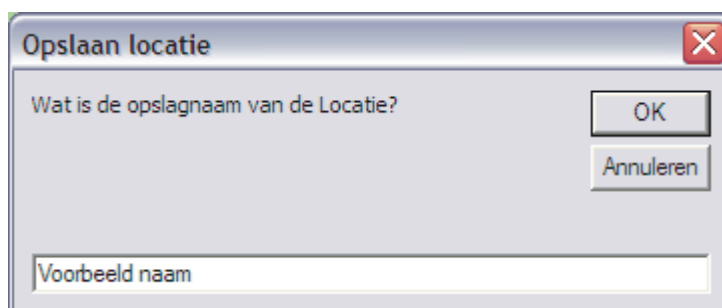 Opslaan locatie
Wat is de opslagnaam van de Locatie?
OK
Annuleren
Voorbeeld naam